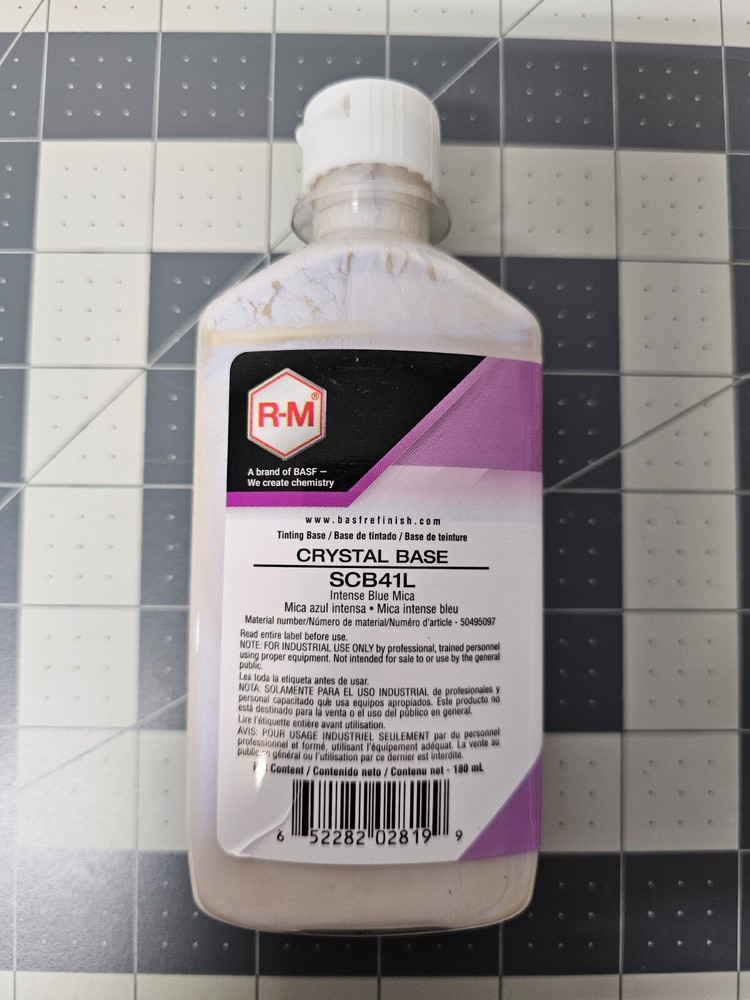 R-M®
A brand of BASF –
We create chemistry
www.basfrefinish.com
Tinting Base / Base de tintado / Base de teinture
CRYSTAL BASE
SCB41L
Intense Blue Mica
Mica azul intensa • Mica intense bleu
Material number/Número de material/Numéro d'article - 50495097
Read entire label before use.
NOTE: FOR INDUSTRIAL USE ONLY by professional, trained personnel
using proper equipment. Not intended for sale to or use by the general
public.
Lea toda la etiqueta antes de usar.
NOTA: SOLAMENTE PARA EL USO INDUSTRIAL de profesionales y
personal capacitado que usa equipos apropiados. Este producto no
está destinado para la venta o el uso del público en general.
Lire l'étiquette entière avant utilisation.
AVIS: POUR USAGE INDUSTRIEL SEULEMENT par du personnel
professionnel et formé, utilisant l'équipement adéquat. La vente au
public en général ou l'utilisation par ce dernier est interdite.
Content / Contenido neto / Contenu net - 180 mL
6 52282 02819 9